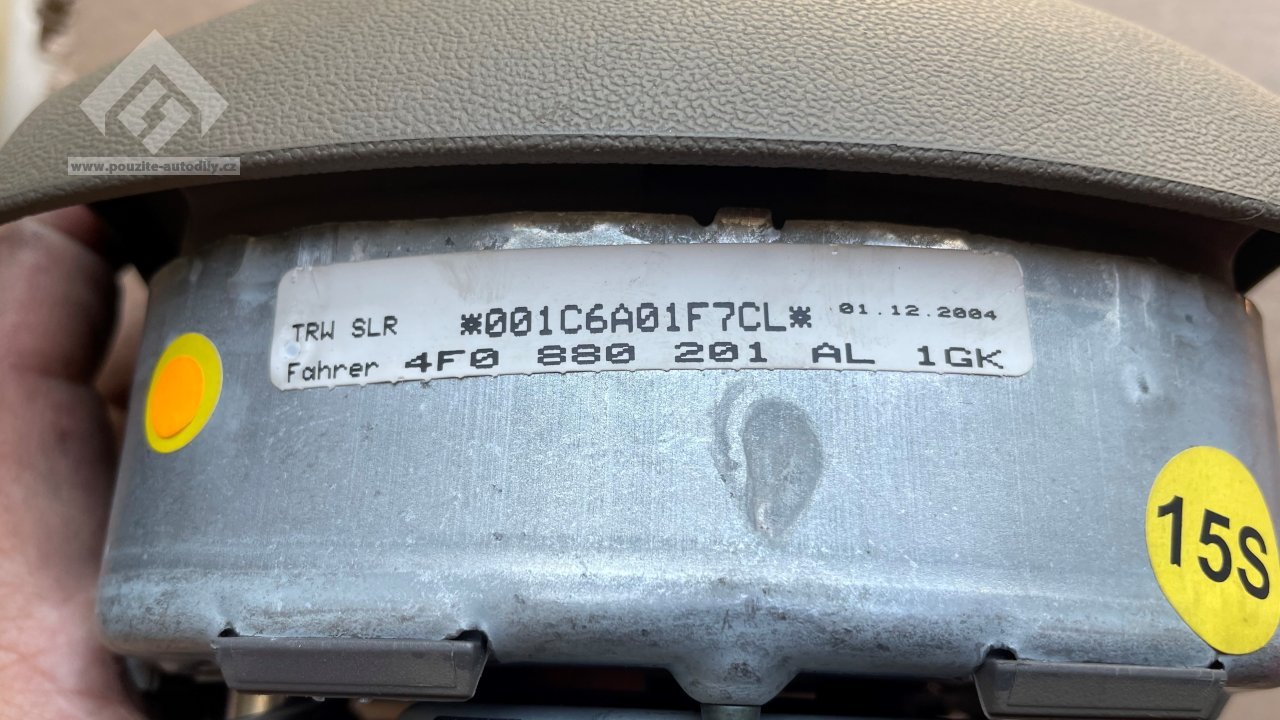 www.pouzite-autodily.cz
TRW SLR *001C6A01F7CL* 01.12.2004
Fahrer 4F0 880 201 AL 1GK
15S